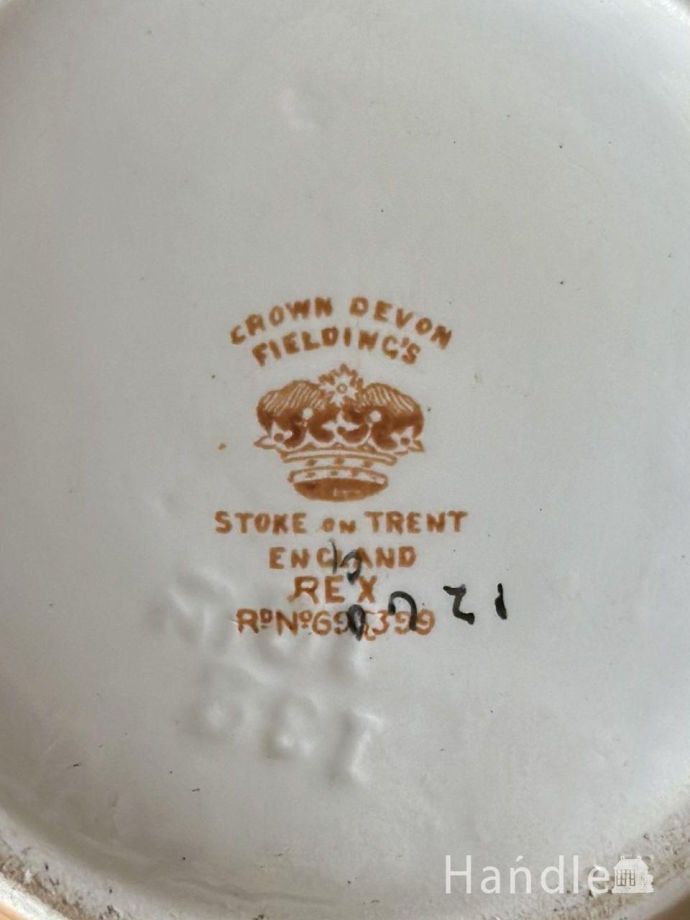 CROWN DEVON
FIELDING'S
STOKE ON TRENT
ENGLAND
REX
Handle